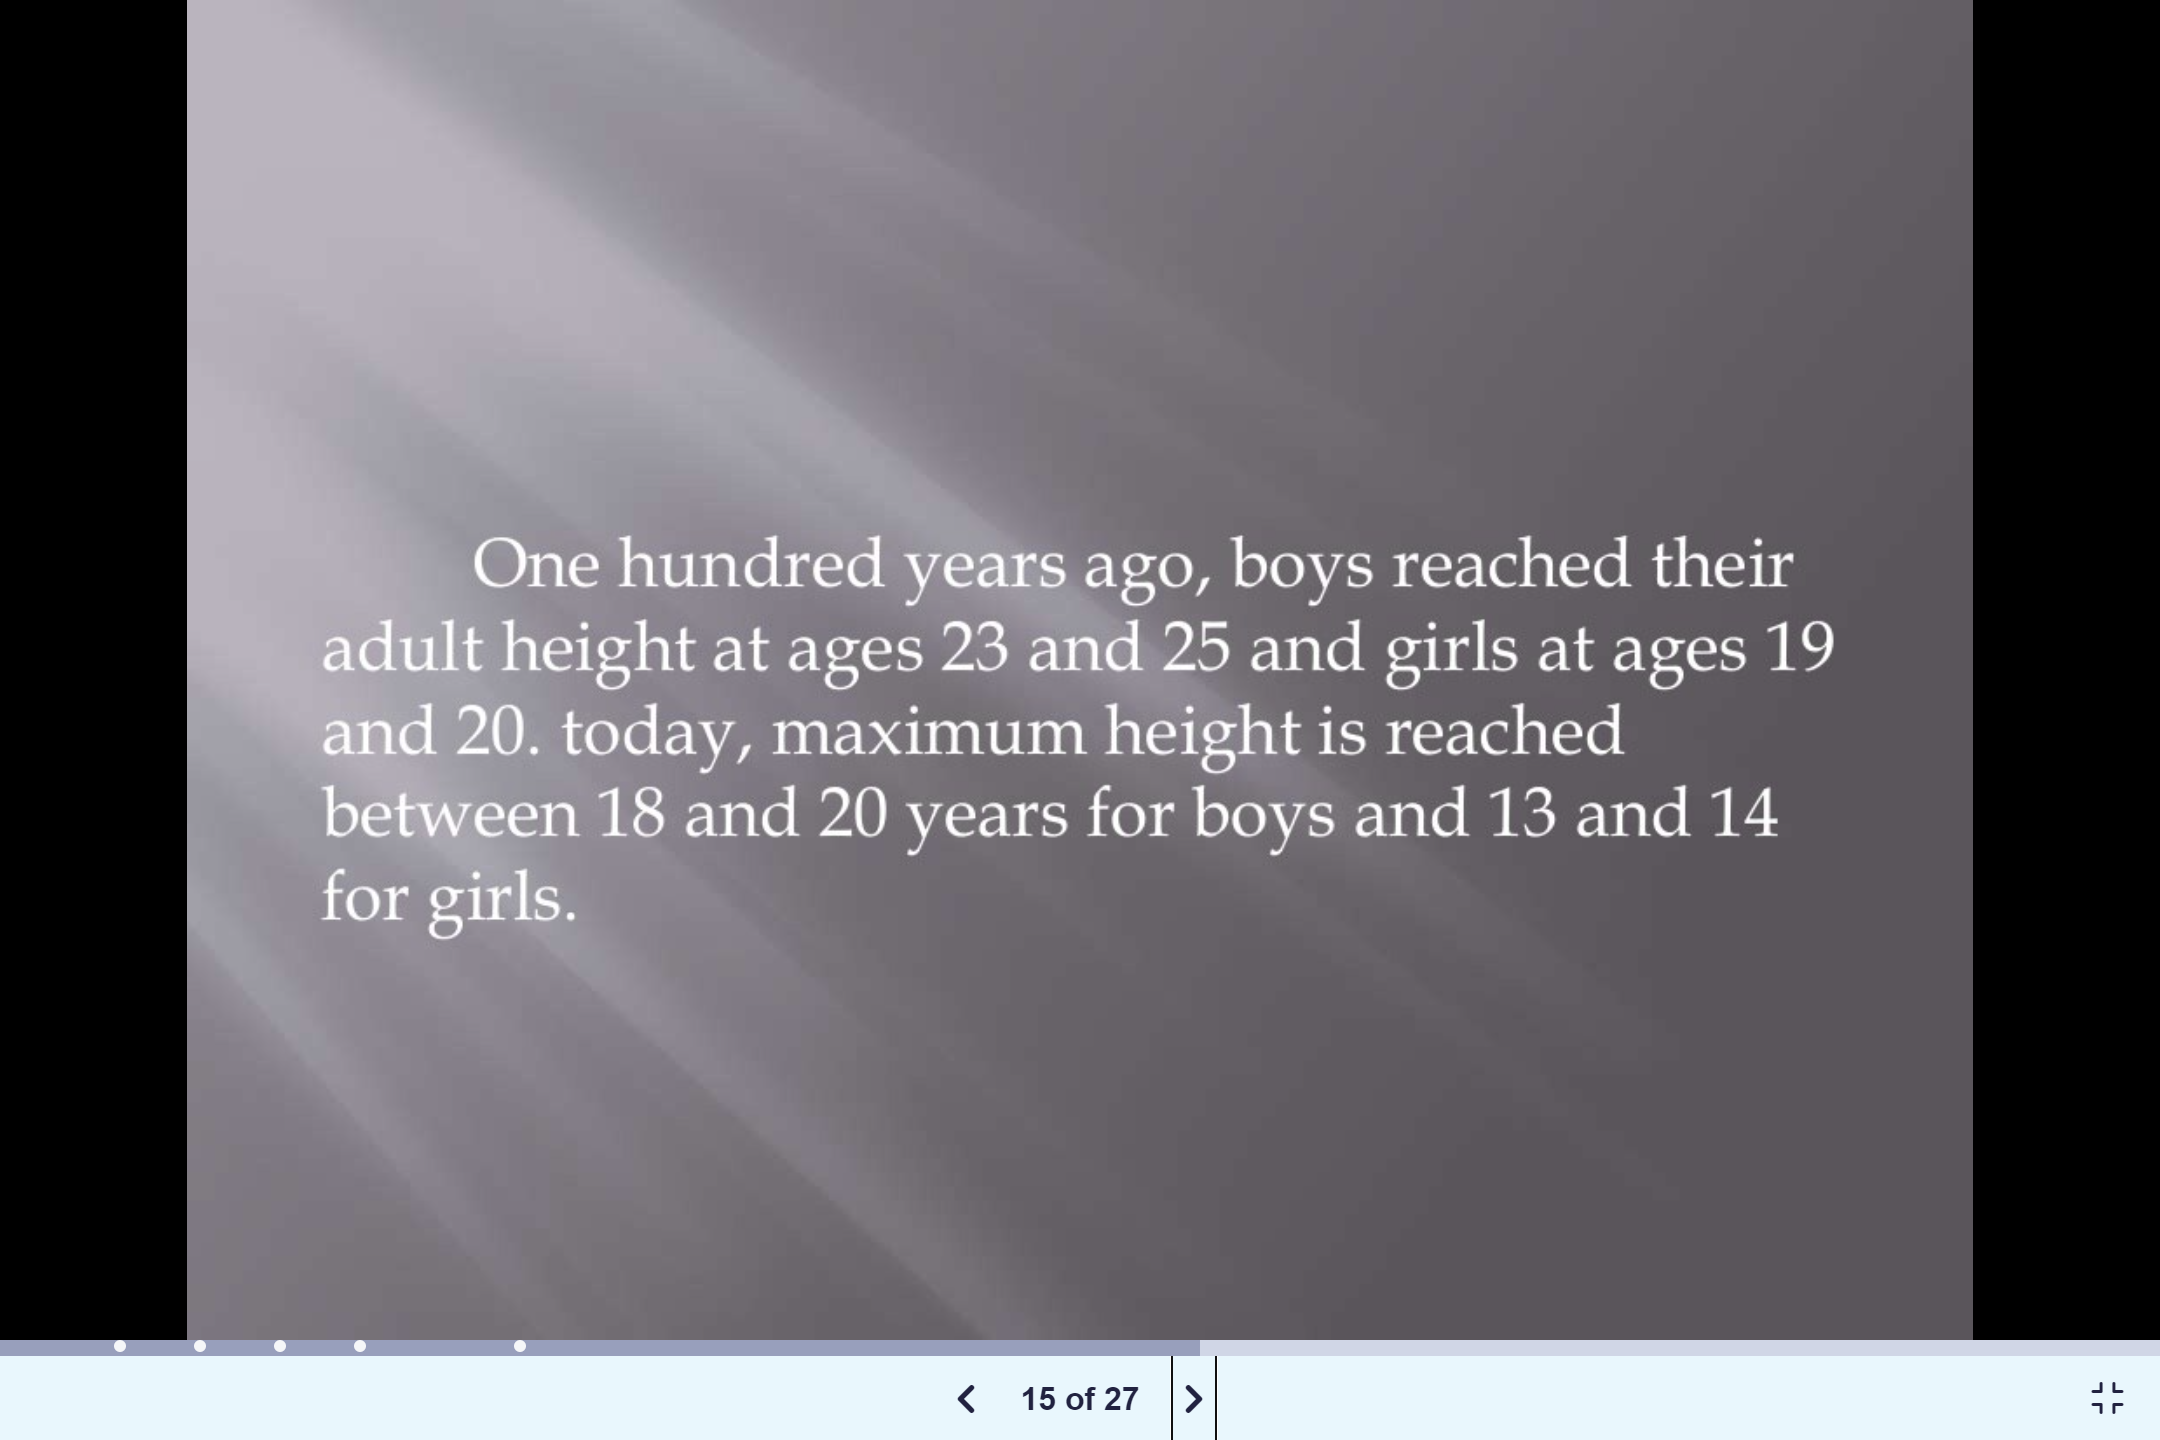 One hundred years ago, boys reached their
adult height at ages 23 and 25 and girls at ages 19
and 20. today, maximum height is reached
between 18 and 20 years for boys and 13 and 14
for girls.
15 of 27